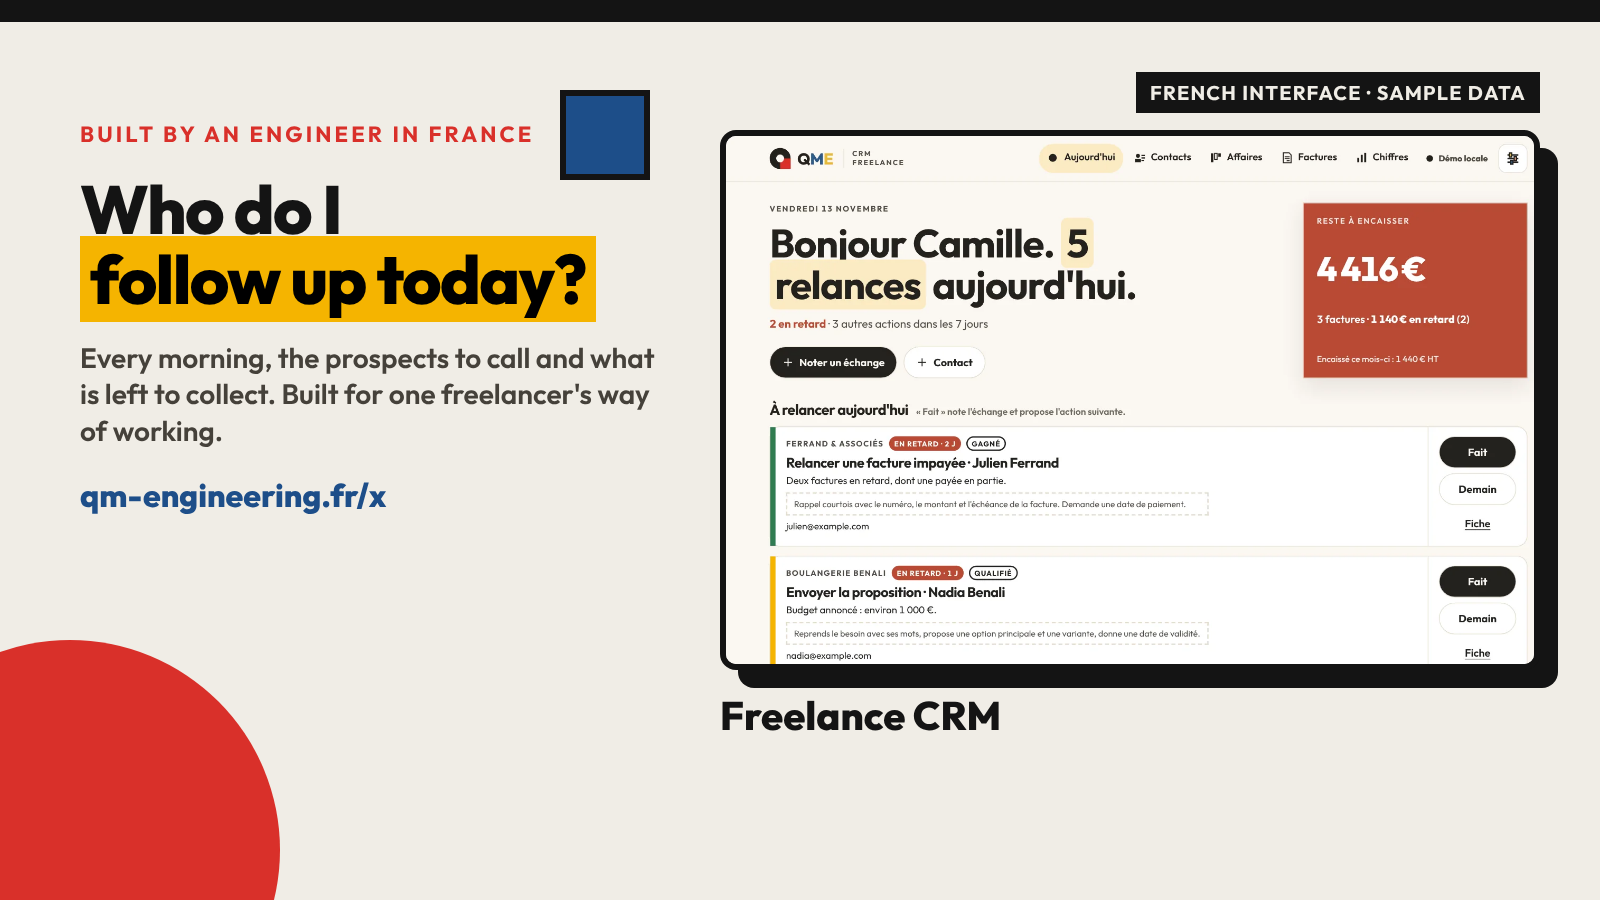 BUILT BY AN ENGINEER IN FRANCE
Who do I
follow up today?
Every morning, the prospects to call and what
is left to collect. Built for one freelancer's way
of working.
qm-engineering.fr/x
FRENCH INTERFACE · SAMPLE DATA
QME
CRM
FREELANCE
Aujourd'hui
Contacts
Affaires
Factures
Chiffres
Démo locale
VENDREDI 13 NOVEMBRE
Bonjour Camille. 5
relances aujourd'hui.
2 en retard · 3 autres actions dans les 7 jours
+ Noter un échange
+ Contact
RESTE À ENCAISSER
4 416 €
3 factures · 1 140 € en retard (2)
Encaissé ce mois-ci : 1 440 € HT
À relancer aujourd'hui « Fait » note l'échange et propose l'action suivante.
FERRAND & ASSOCIÉS EN RETARD · 2 J GAGNÉ
Relancer une facture impayée · Julien Ferrand
Deux factures en retard, dont une payée en partie.
Rappel courtois avec le numéro, le montant et l'échéance de la facture. Demande une date de paiement.
julien@example.com
Fait
Demain
Fiche
BOULANGERIE BENALI EN RETARD · 1 J QUALIFIÉ
Envoyer la proposition · Nadia Benali
Budget annoncé : environ 1 000 €.
Reprends le besoin avec ses mots, propose une option principale et une variante, donne une date de validité.
nadia@example.com
Fait
Demain
Fiche
Freelance CRM